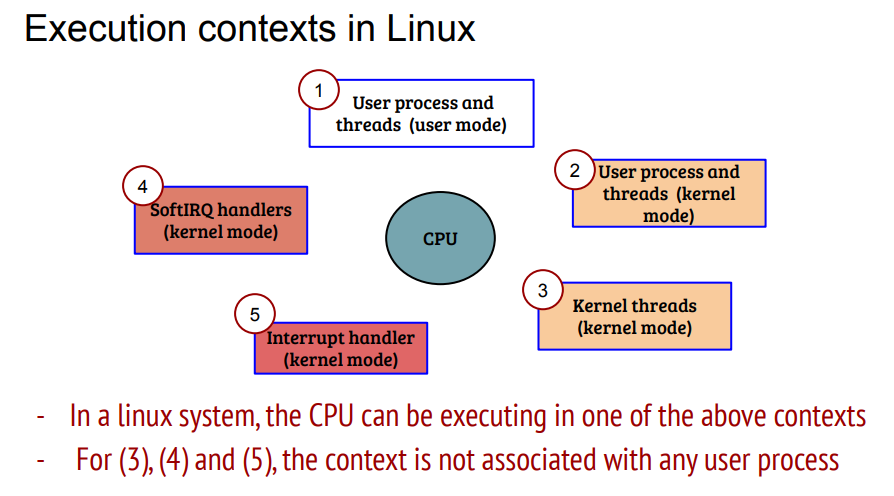 Execution contexts in Linux
1
User process and
threads (user mode)
2
User process and
threads (kernel
mode)
4
SoftIRQ handlers
(kernel mode)
CPU
3
Kernel threads
(kernel mode)
5
Interrupt handler
(kernel mode)
- In a linux system, the CPU can be executing in one of the above contexts
- For (3), (4) and (5), the context is not associated with any user process